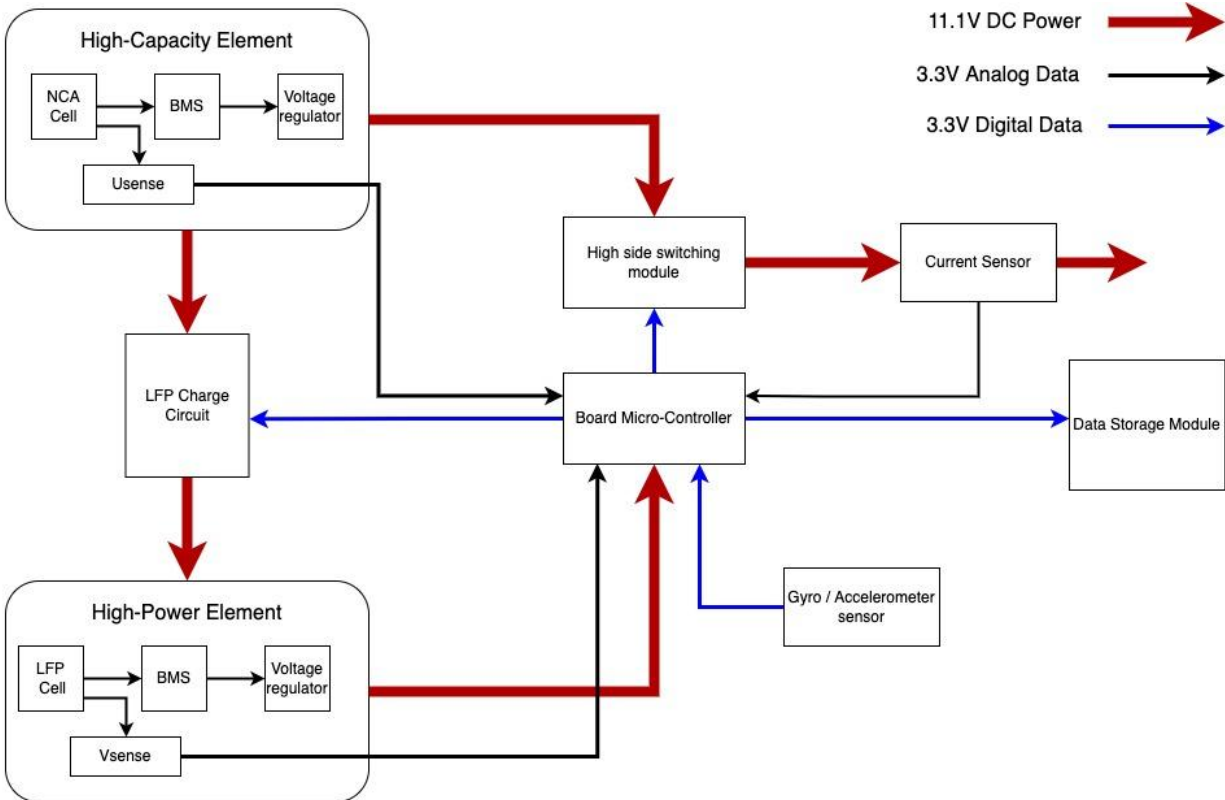 High-Capacity Element
NCA
Cell
BMS
Voltage
regulator
Usense
11.1V DC Power
3.3V Analog Data
3.3V Digital Data
High side switching
module
Current Sensor
LFP Charge
Circuit
Board Micro-Controller
Data Storage Module
High-Power Element
LFP
Cell
BMS
Voltage
regulator
Vsense
Gyro / Accelerometer
sensor